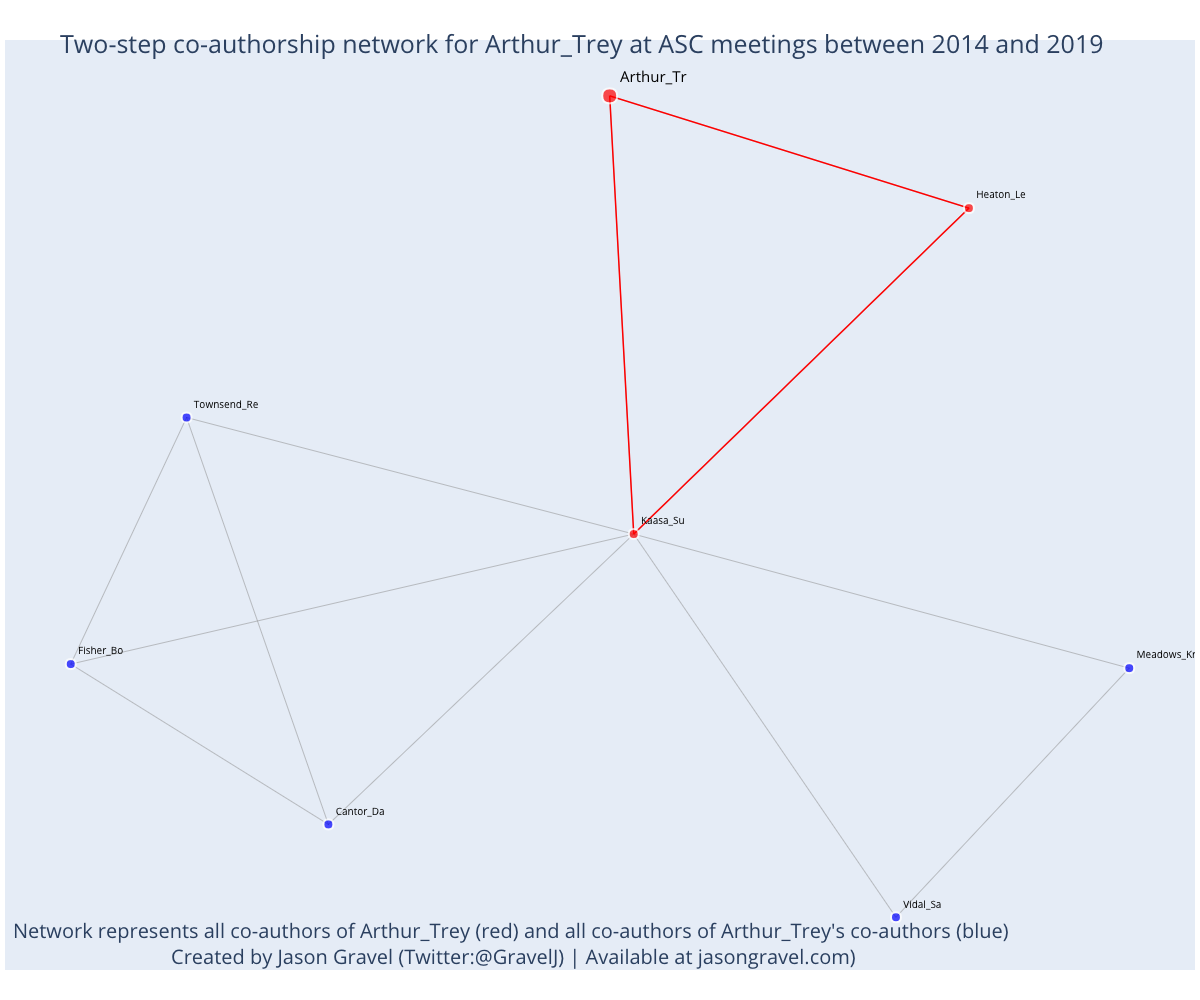 Two-step co-authorship network for Arthur_Trey at ASC meetings between 2014 and 2019
Arthur_Tr
Heaton_Le
Townsend_Re
Kaasa_Su
Fisher_Bo
Meadows_Kr
Cantor_Da
Vidal_Sa
Network represents all co-authors of Arthur_Trey (red) and all co-authors of Arthur_Trey's co-authors (blue)
Created by Jason Gravel (Twitter:@GravelJ) | Available at jasongravel.com)